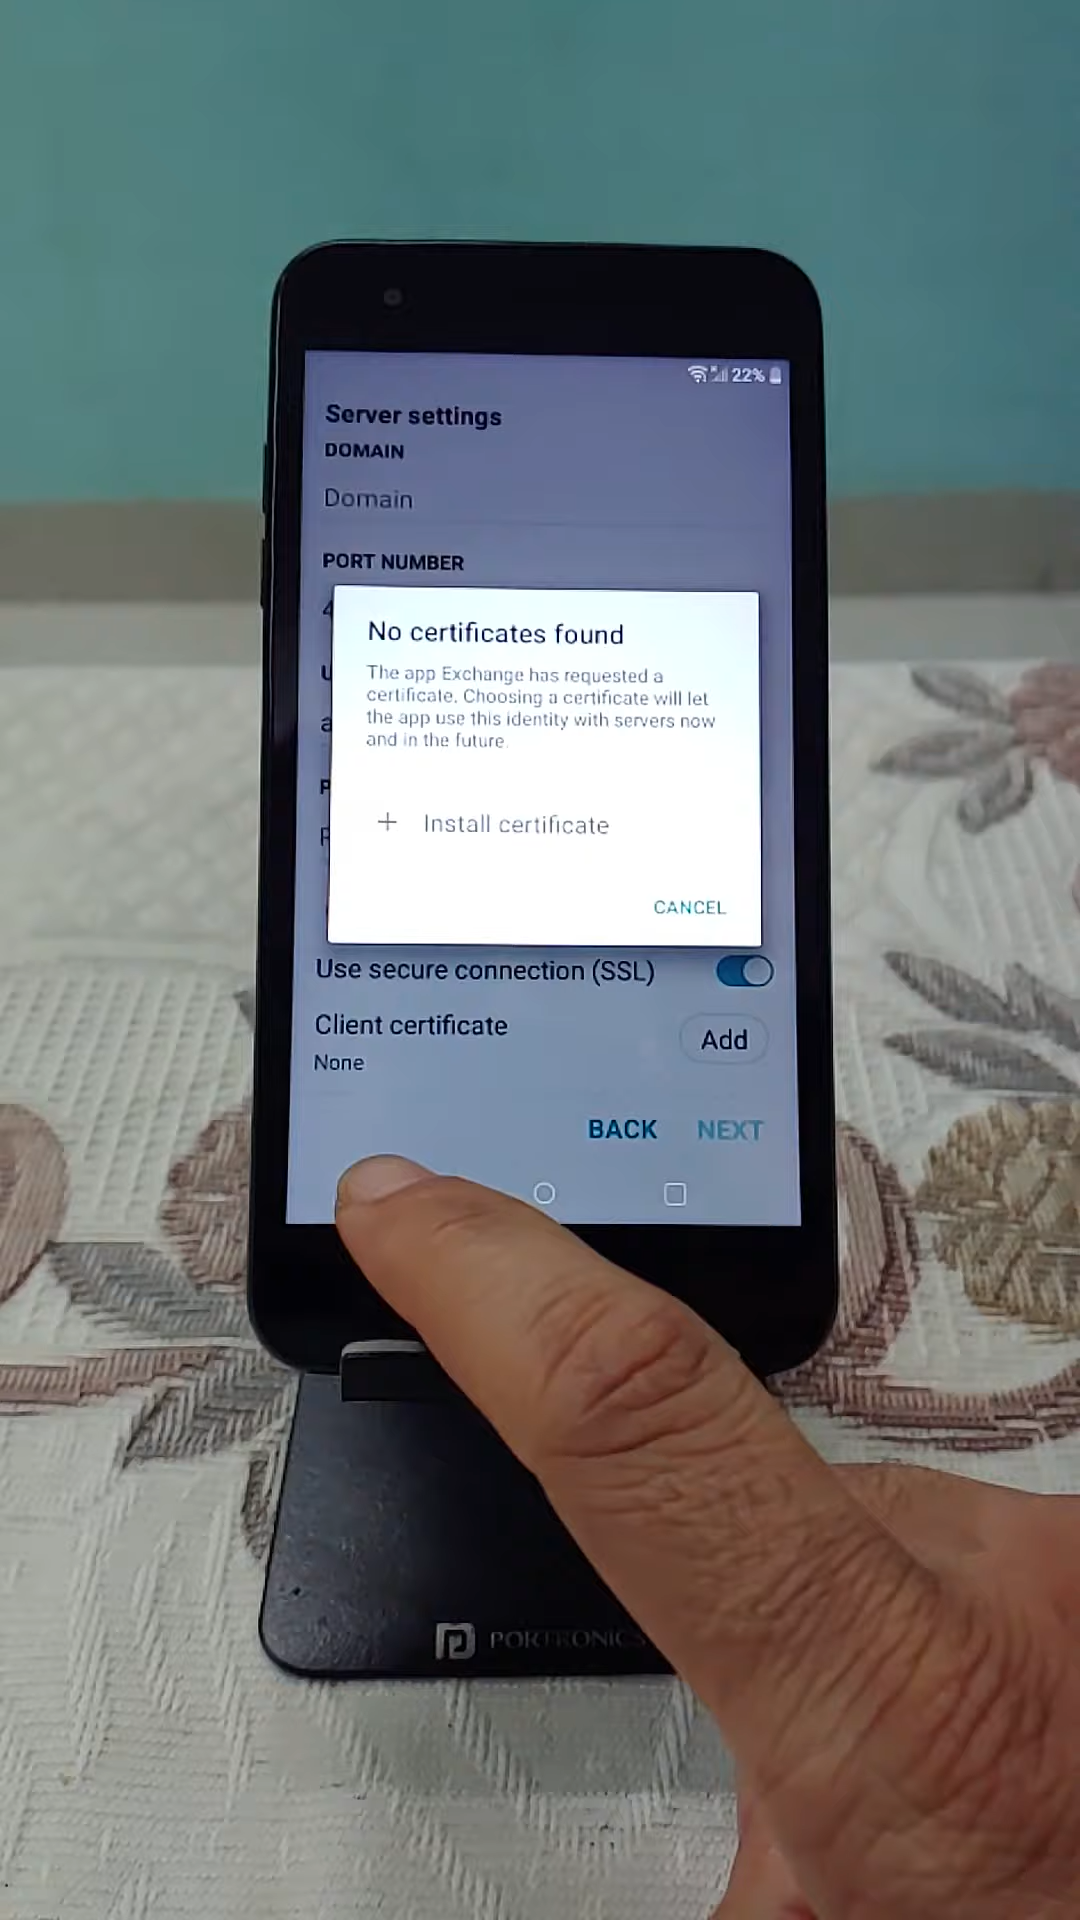 22%
Server settings
DOMAIN
Domain
PORT NUMBER
4
No certificates found
The app Exchange has requested a
certificate. Choosing a certificate will let
the app use this identity with servers now
and in the future.
+ Install certificate
CANCEL
Use secure connection (SSL)
Client certificate
Add
None
BACK NEXT
PORTRONICS